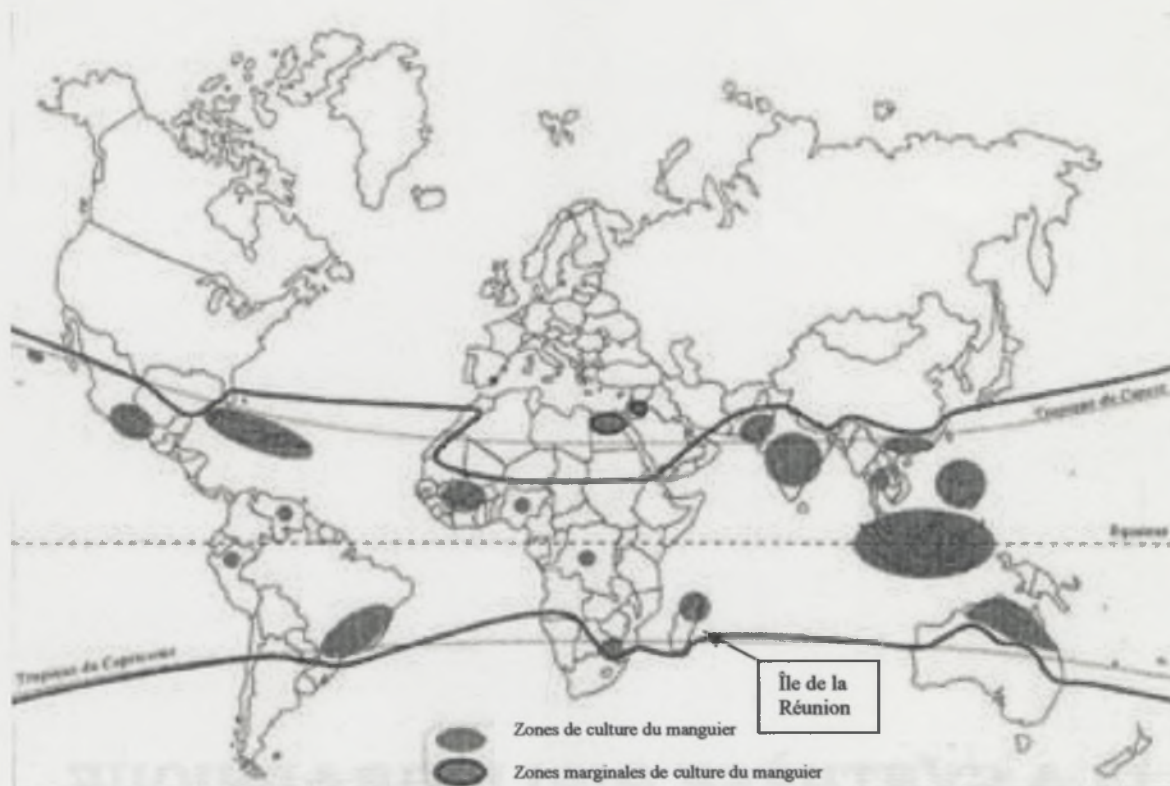 Tropique du Cancer
Équateur
Tropique du Capricorne
Île de la
Réunion
Zones de culture du manguier
Zones marginales de culture du manguier